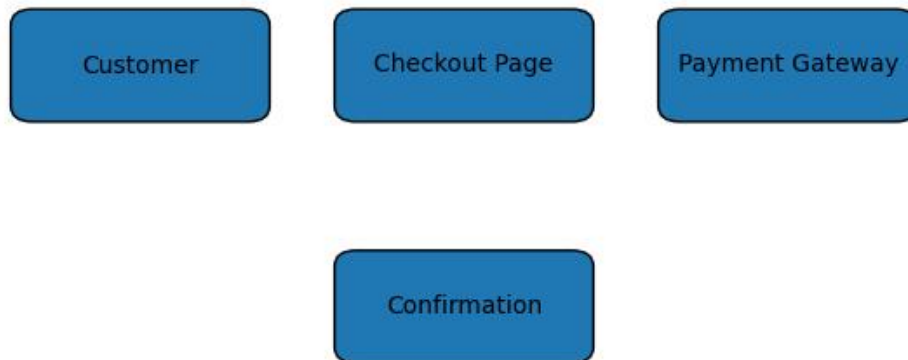 Customer
Checkout Page
Payment Gateway
Confirmation